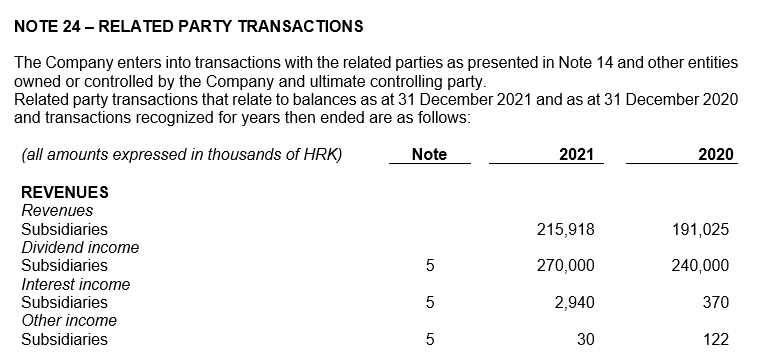 NOTE 24 – RELATED PARTY TRANSACTIONS
The Company enters into transactions with the related parties as presented in Note 14 and other entities
owned or controlled by the Company and ultimate controlling party.
Related party transactions that relate to balances as at 31 December 2021 and as at 31 December 2020
and transactions recognized for years then ended are as follows:
(all amounts expressed in thousands of HRK) Note 2021 2020
REVENUES
Revenues
Subsidiaries 215,918 191,025
Dividend income
Subsidiaries 5 270,000 240,000
Interest income
Subsidiaries 5 2,940 370
Other income
Subsidiaries 5 30 122